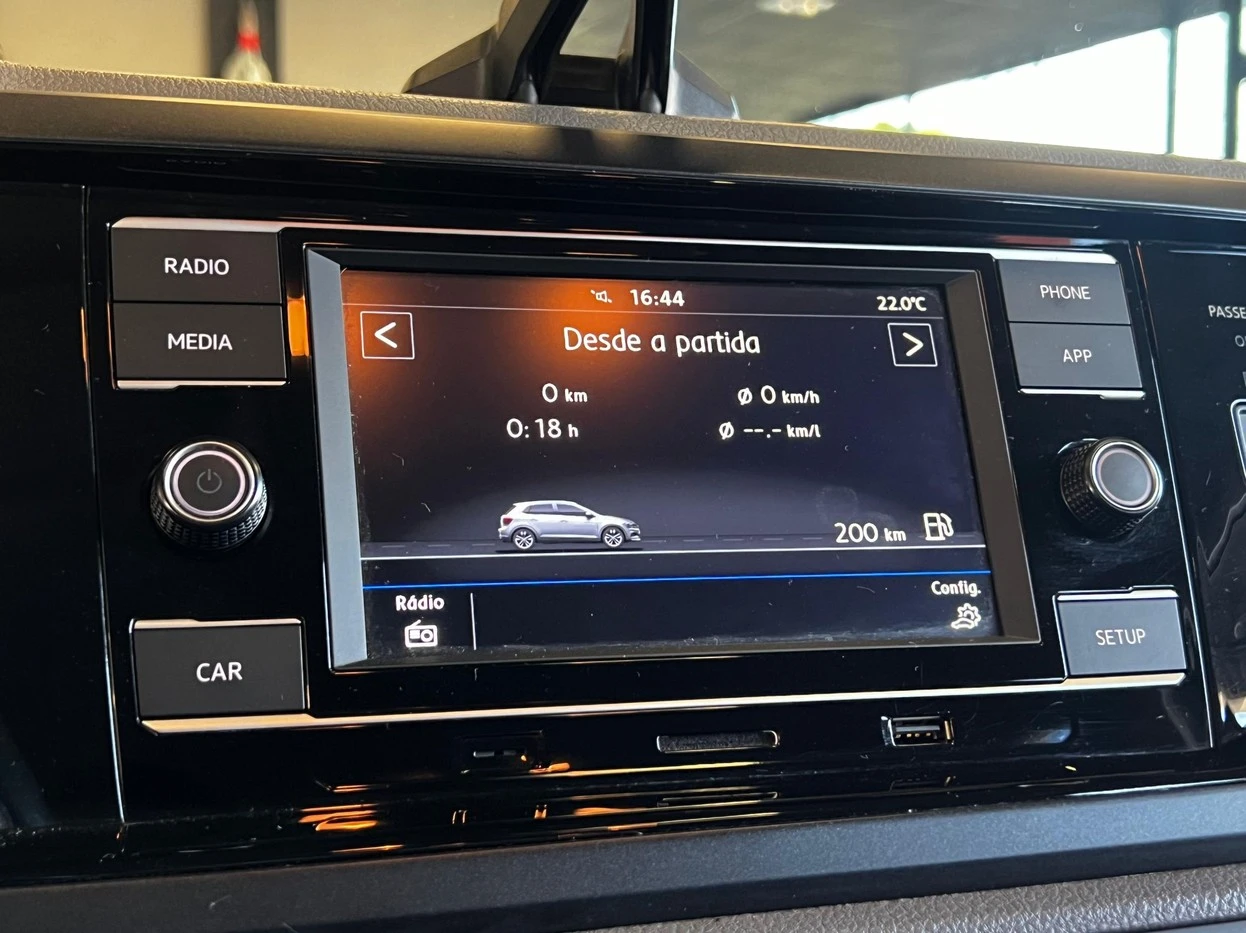 RADIO
MEDIA
CAR
16:44
22.0°C
<
Desde a partida
>
0 km
Ø 0 km/h
0:18 h
Ø --.- km/l
200 km
Rádio
Config.
PHONE
APP
SETUP